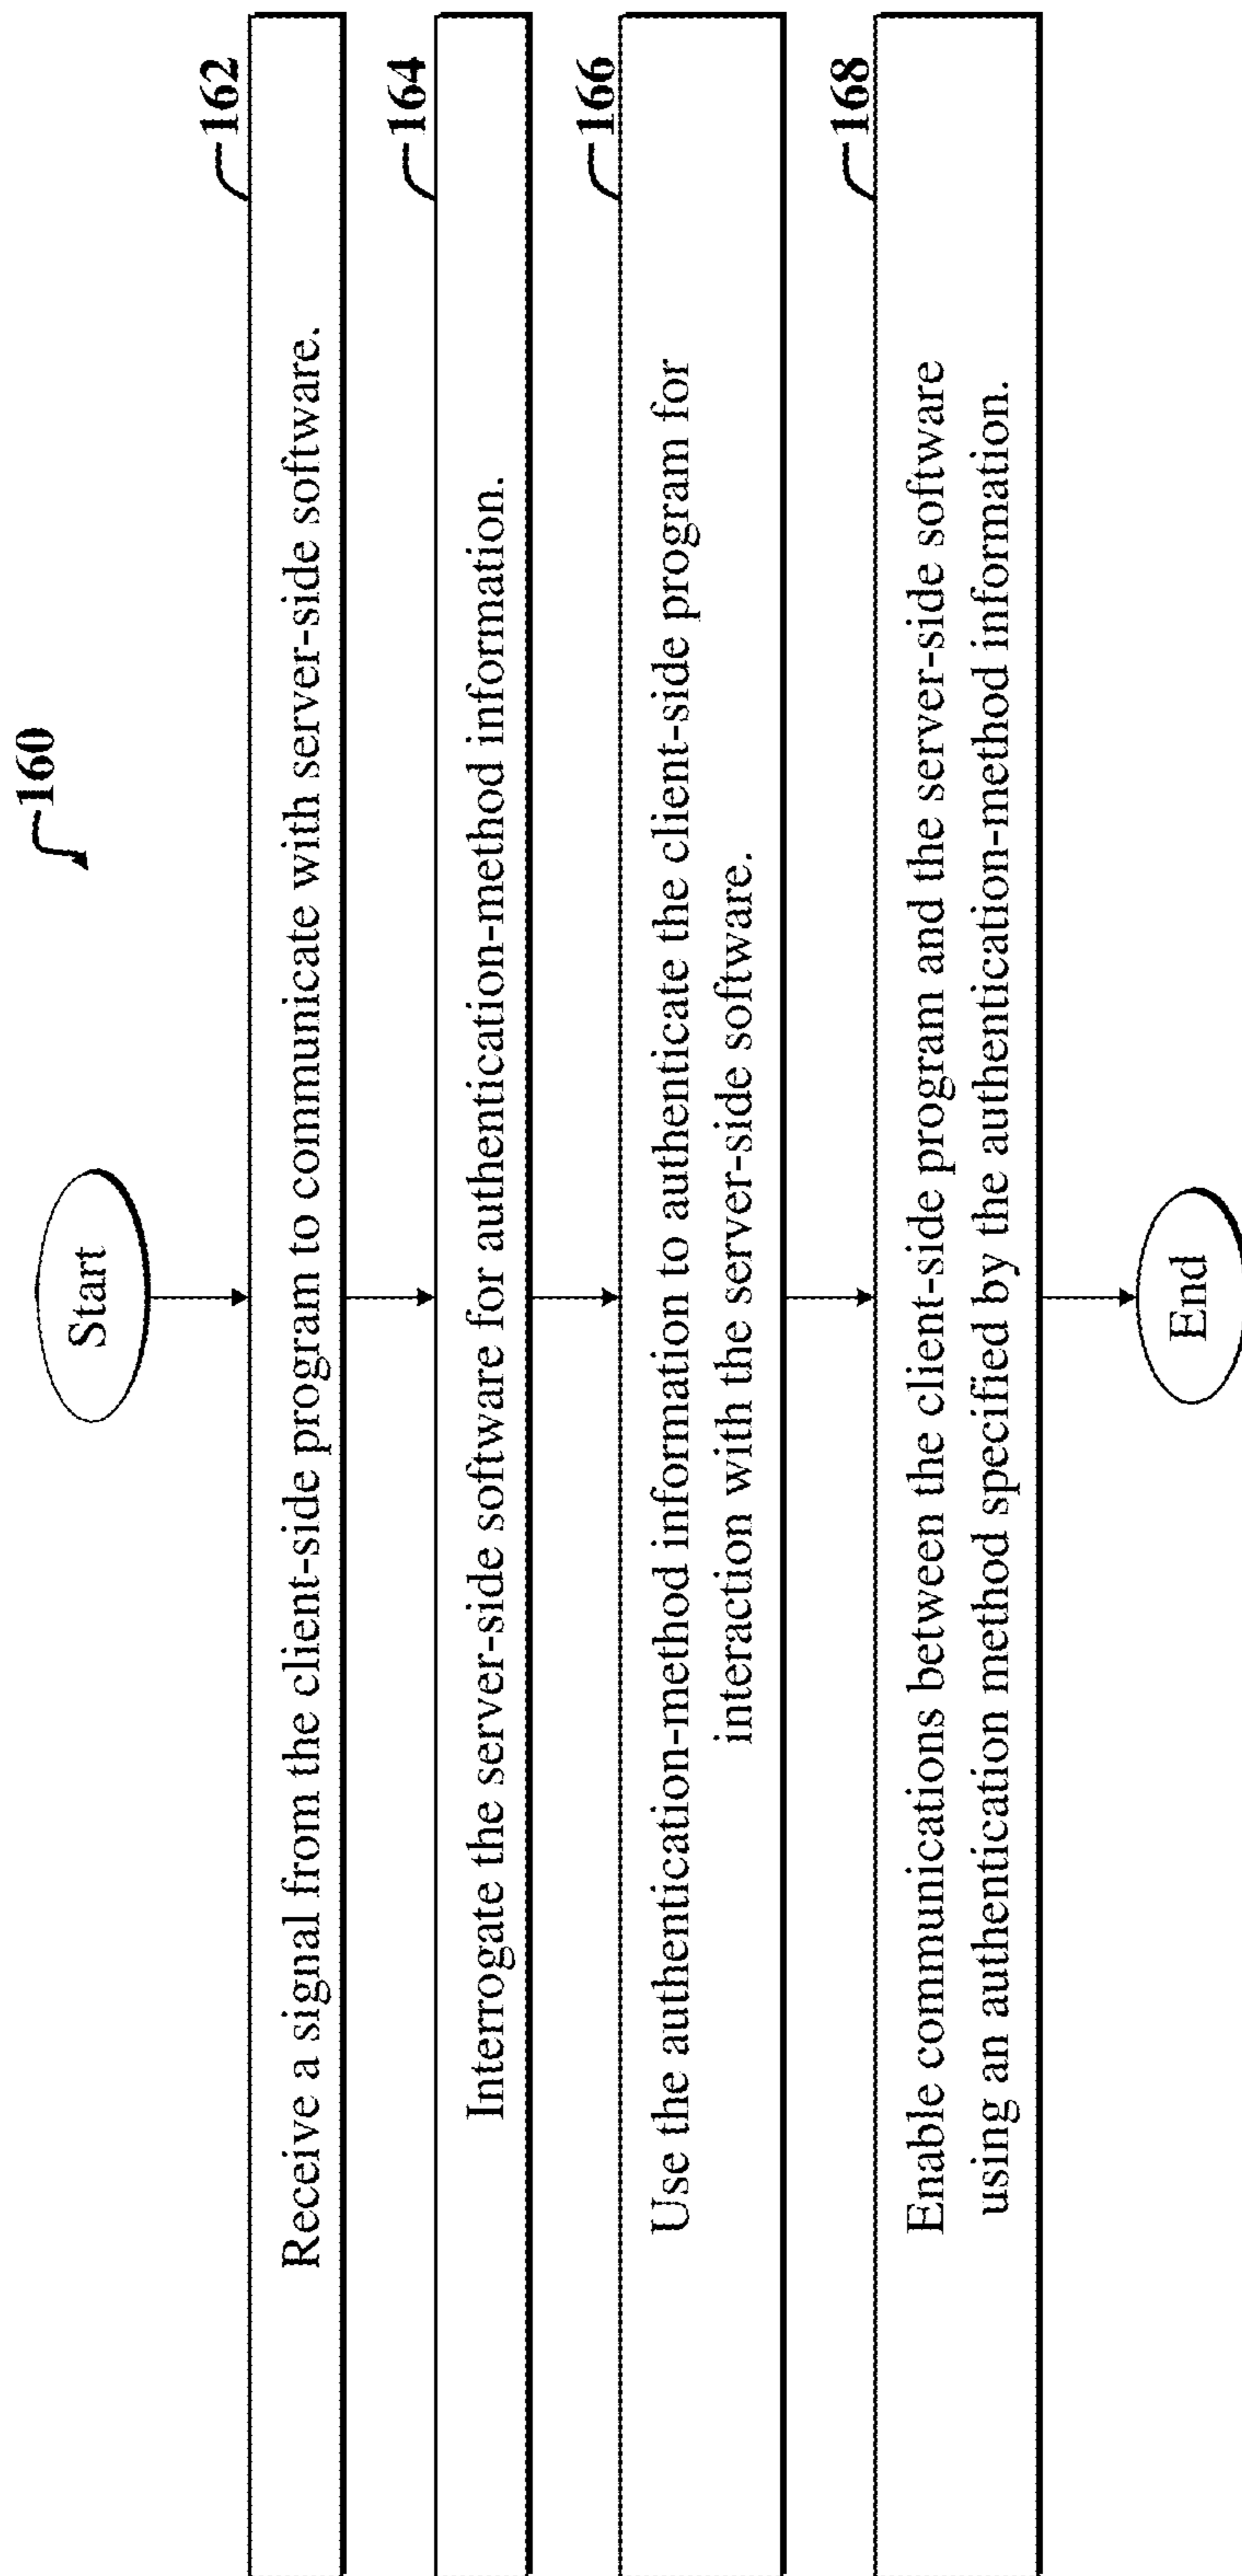 160
Start
162
Receive a signal from the client-side program to communicate with server-side software.
164
Interrogate the server-side software for authentication-method information.
166
Use the authentication-method information to authenticate the client-side program for
interaction with the server-side software.
168
Enable communications between the client-side program and the server-side software
using an authentication method specified by the authentication-method information.
End